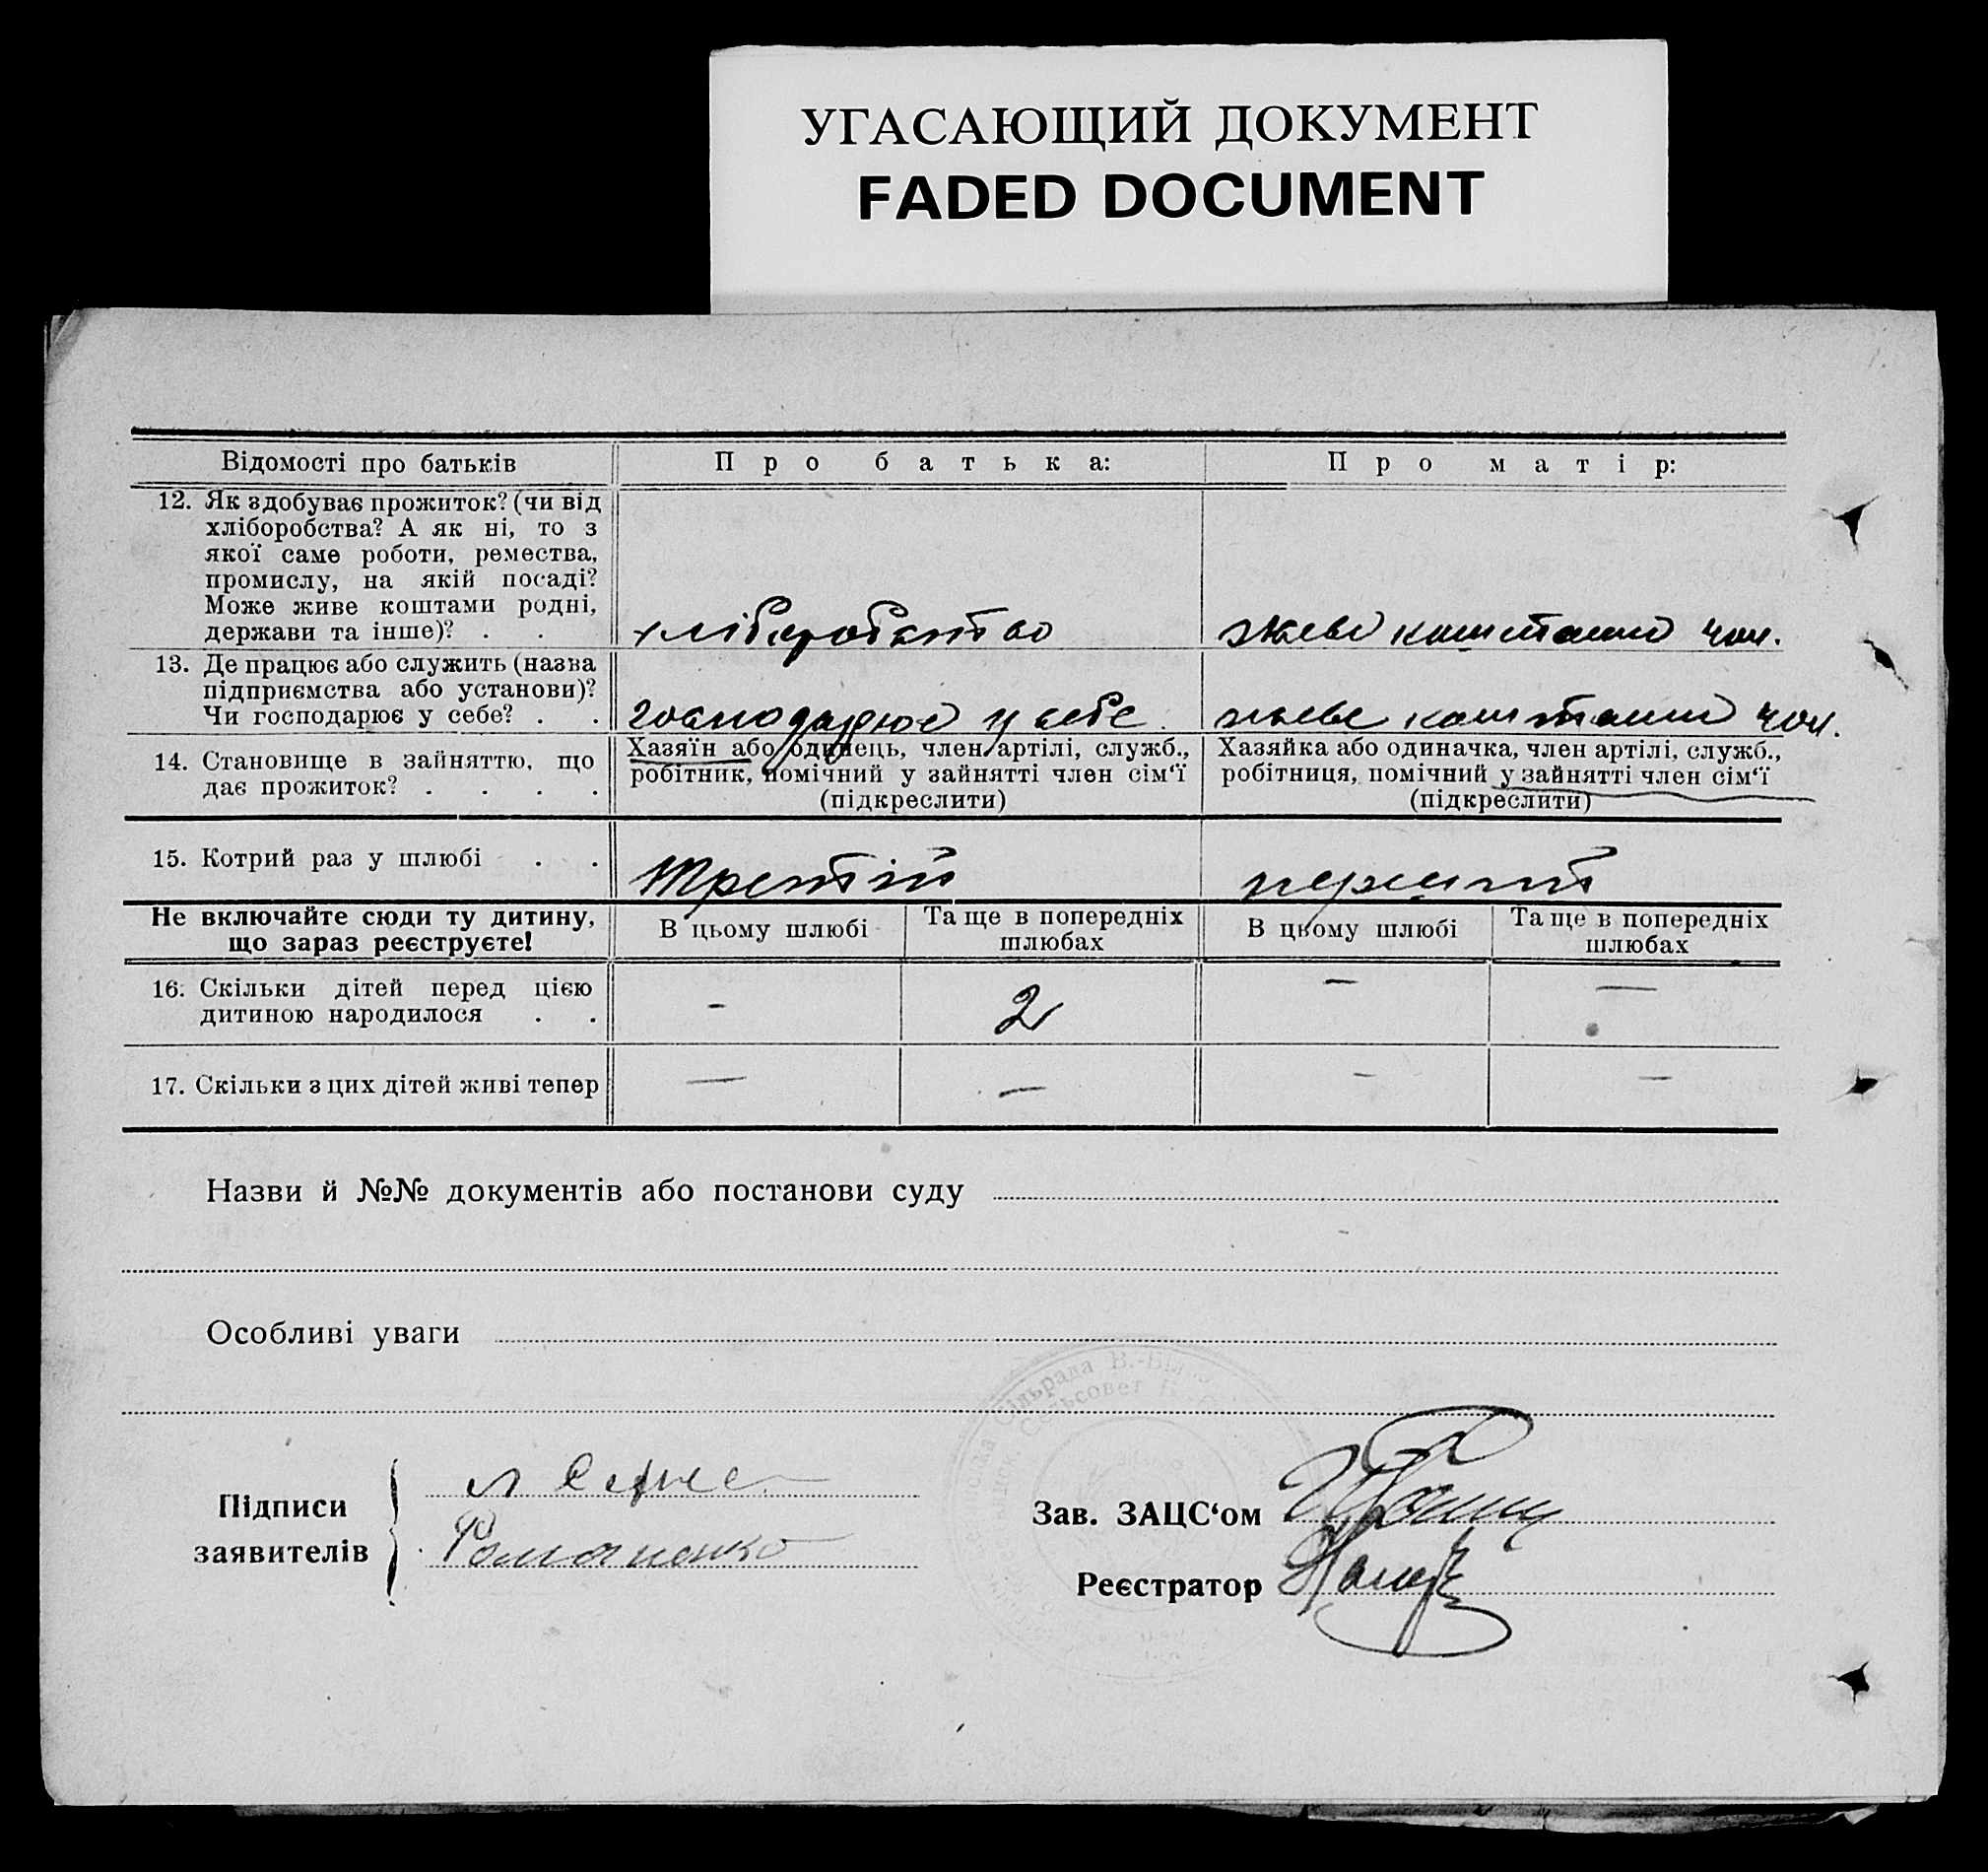 УГАСАЮЩИЙ ДОКУМЕНТ
FADED DOCUMENT
Відомості про батьків
Про батька:
Про матір:
12. Як здобуває прожиток? (чи від
хліборобства? А як ні, то з
якої саме роботи, ремества,
промислу, на якій посаді?
Може живе коштами родні,
держави та інше)? . .
хліборобство
живе коштами чол.
13. Де працює або служить (назва
підприємства або установи)?
Чи господарює у себе? . .
господарює у себе
живе коштами чол.
14. Становище в зайняттю, що
дає прожиток? . . . .
Хазяїн або одинець, член артілі, служб.,
робітник, помічний у зайнятті член сім‘ї
(підкреслити)
Хазяйка або одиначка, член артілі, служб.,
робітниця, помічний у зайнятті член сім‘ї
(підкреслити)
15. Котрий раз у шлюбі . .
третій
перший
Не включайте сюди ту дитину,
що зараз реєструєте!
В цьому шлюбі
Та ще в попередніх
шлюбах
В цьому шлюбі
Та ще в попередніх
шлюбах
16. Скільки дітей перед цією
дитиною народилося . .
-
2
—
—
17. Скільки з цих дітей живі тепер
—
—
-
—
Назви й №№ документів або постанови суду
Особливі уваги
Сільрада В.-
Сельсовет
Підписи
заявителів
Романенко
Зав. ЗАЦС‘ом
Реєстратор